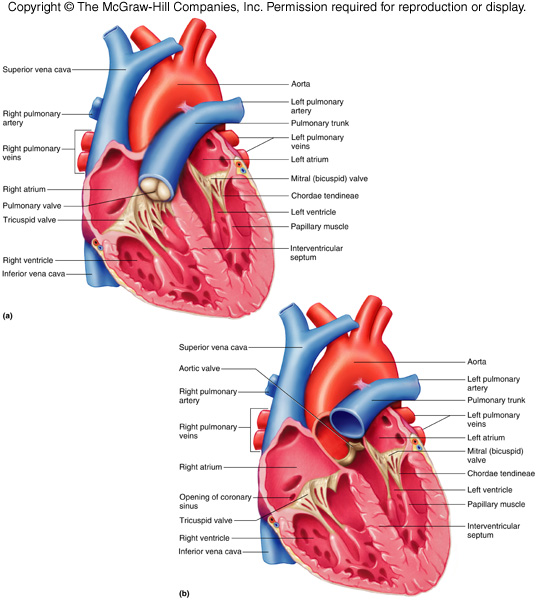 Copyright © The McGraw-Hill Companies, Inc. Permission required for reproduction or display.
Superior vena cava
Right pulmonary
artery
Right pulmonary
veins
Right atrium
Pulmonary valve
Tricuspid valve
Right ventricle
Inferior vena cava
Aorta
Left pulmonary
artery
Pulmonary trunk
Left pulmonary
veins
Left atrium
Mitral (bicuspid) valve
Chordae tendineae
Left ventricle
Papillary muscle
Interventricular
septum
(a)
Superior vena cava
Aortic valve
Right pulmonary
artery
Right pulmonary
veins
Right atrium
Opening of coronary
sinus
Tricuspid valve
Right ventricle
Inferior vena cava
Aorta
Left pulmonary
artery
Pulmonary trunk
Left pulmonary
veins
Left atrium
Mitral (bicuspid)
valve
Chordae tendineae
Left ventricle
Papillary muscle
Interventricular
septum
(b)